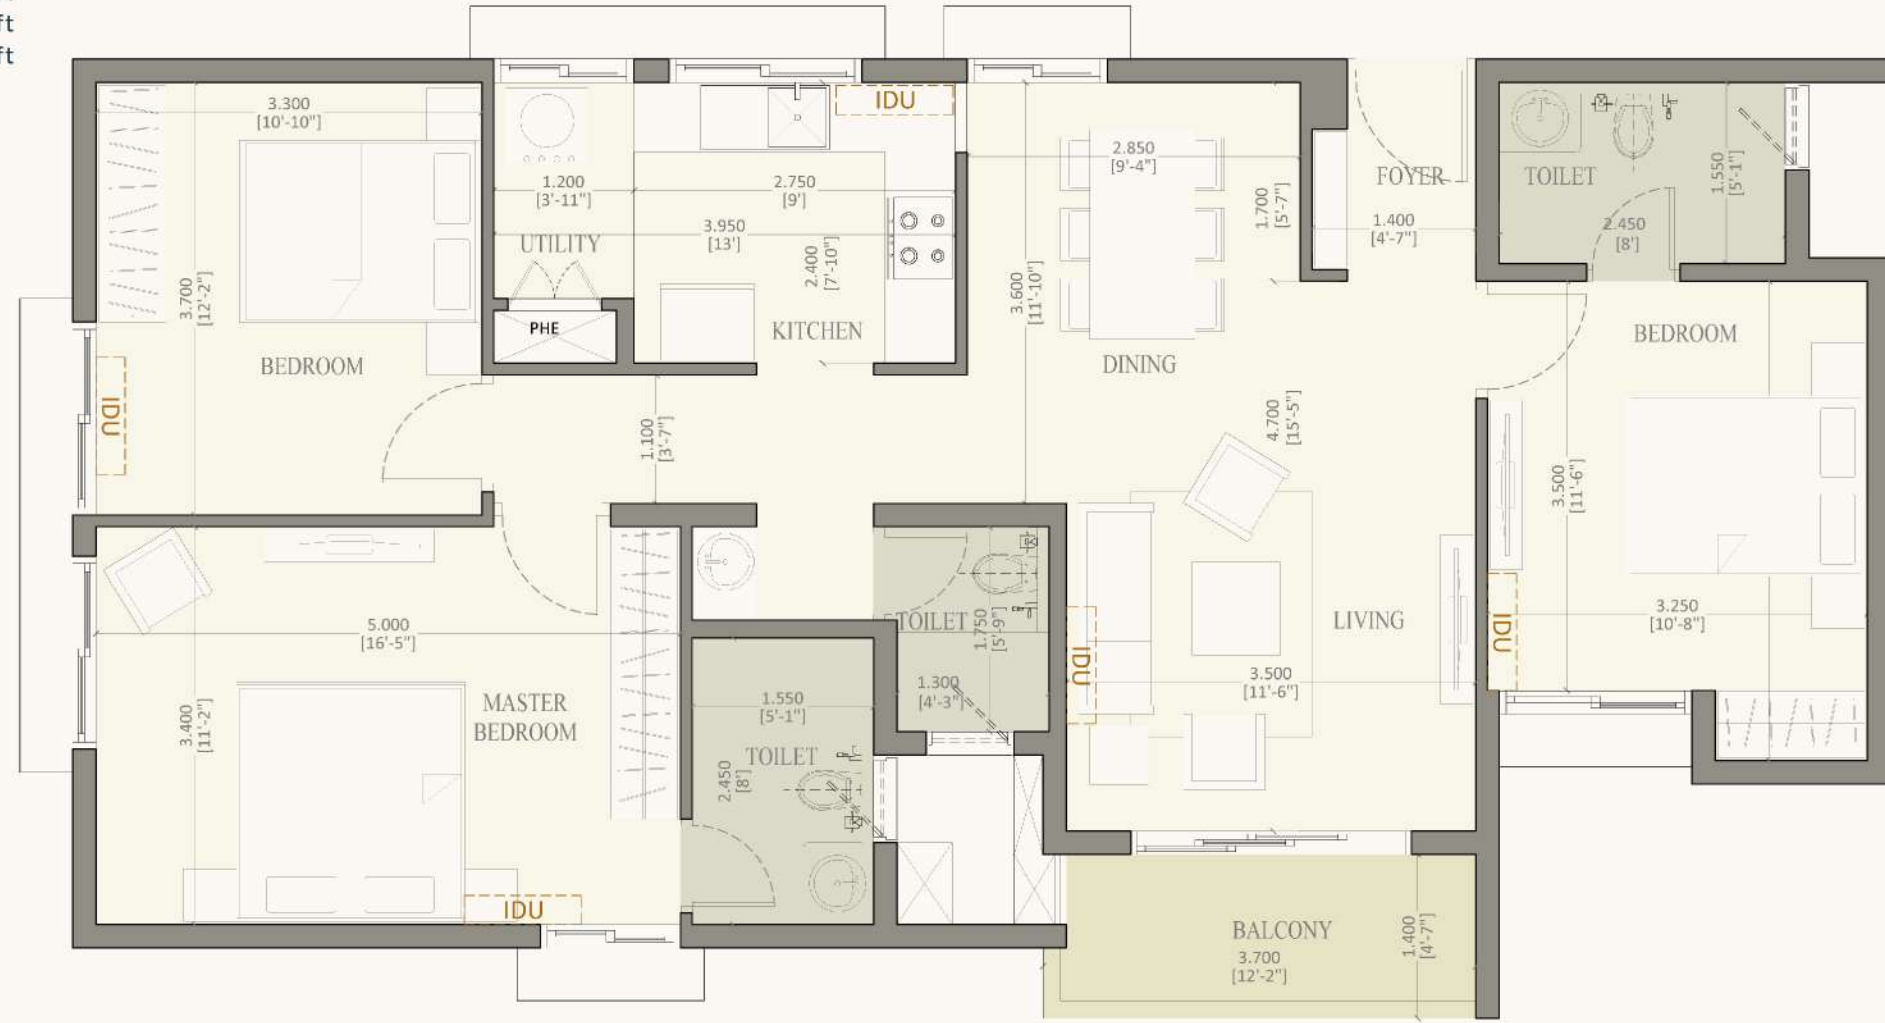 ft
ft
3.300
[10'-10"]
IDU
2.850
[9'-4"]
FOYER
TOILET
1.550
[5'-1"]
1.200
[3'-11"]
2.750
[9']
1.700
[5'-7"]
1.400
[4'-7"]
2.450
[8']
UTILITY
3.950
[13']
2.400
[7'-10"]
3.700
[12'-2"]
3.600
[11'-10"]
PHE
KITCHEN
BEDROOM
BEDROOM
DINING
IDU
1.100
[3'-7"]
4.700
[15'-5"]
3.500
[11'-6"]
5.000
[16'-5"]
TOILET
1.750
[5'-9"]
LIVING
3.250
[10'-8"]
IDU
IDU
3.400
[11'-2"]
MASTER
BEDROOM
1.550
[5'-1"]
1.300
[4'-3"]
3.500
[11'-6"]
TOILET
2.450
[8']
IDU
BALCONY
3.700
[12'-2"]
1.400
[4'-7"]